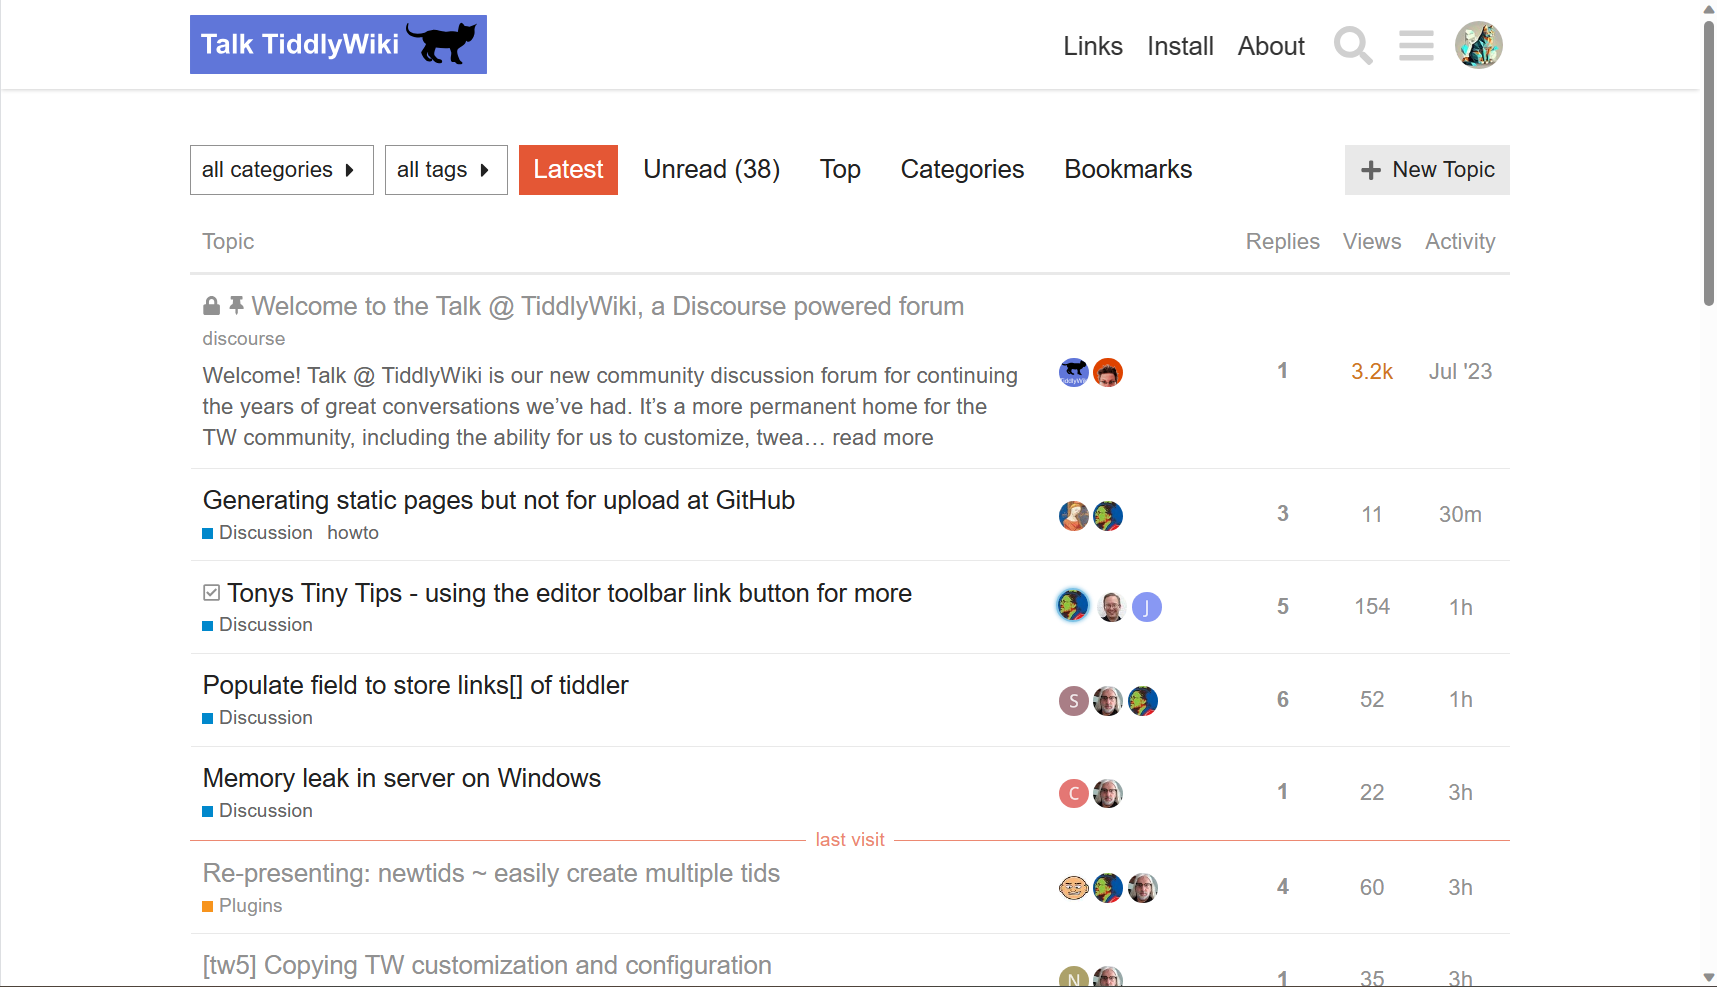 Talk TiddlyWiki
Links Install About
all categories all tags Latest Unread (38) Top Categories Bookmarks New Topic
Topic Replies Views Activity
Welcome to the Talk @ TiddlyWiki, a Discourse powered forum
discourse
Welcome! Talk @ TiddlyWiki is our new community discussion forum for continuing
the years of great conversations we’ve had. It’s a more permanent home for the
TW community, including the ability for us to customize, twea… read more
1 3.2k Jul '23
Generating static pages but not for upload at GitHub
Discussion howto
3 11 30m
Tonys Tiny Tips - using the editor toolbar link button for more
Discussion
J
5 154 1h
Populate field to store links[] of tiddler
Discussion
S
6 52 1h
Memory leak in server on Windows
Discussion
C
1 22 3h
last visit
Re-presenting: newtids ~ easily create multiple tids
Plugins
4 60 3h
[tw5] Copying TW customization and configuration
N
1 35 3h